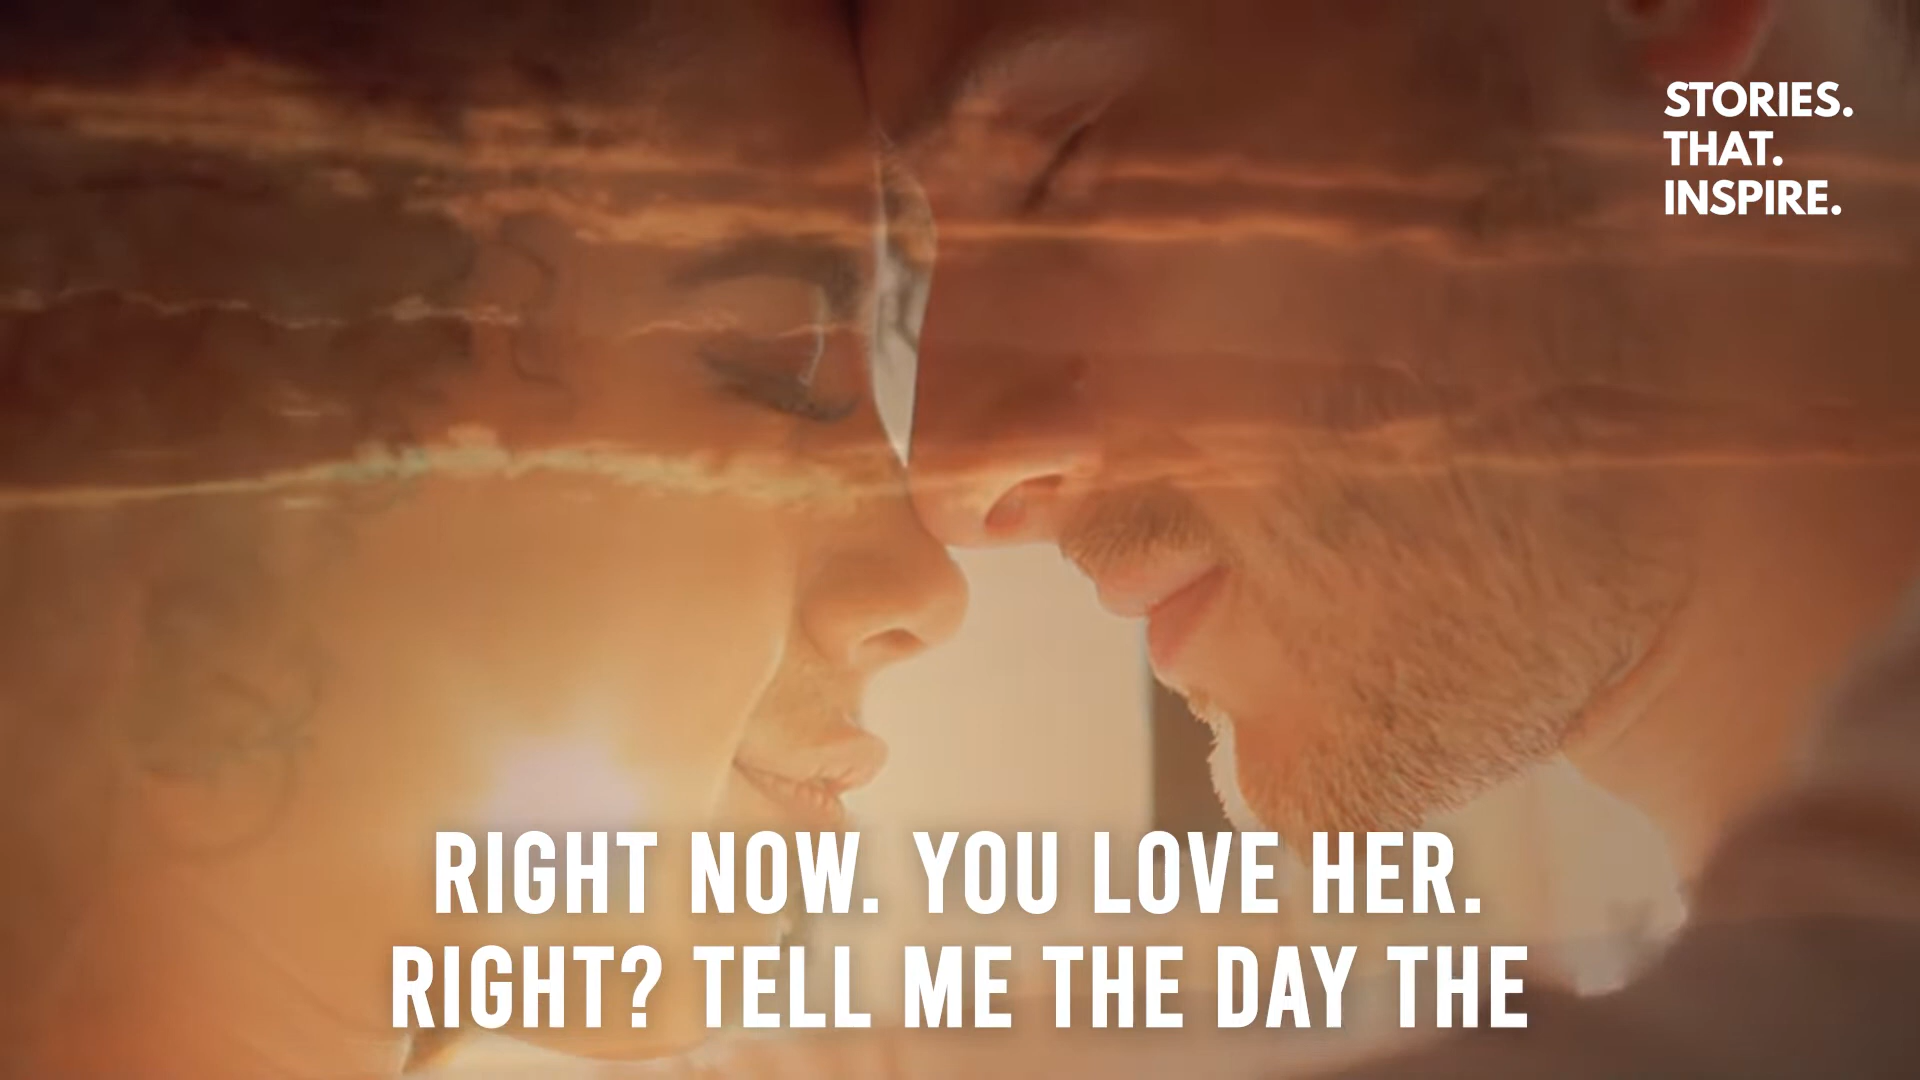 STORIES.
THAT.
INSPIRE.
RIGHT NOW. YOU LOVE HER.
RIGHT? TELL ME THE DAY THE